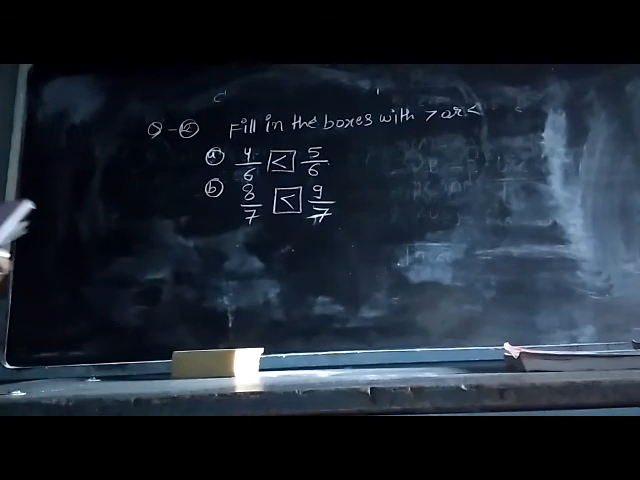 Q-② Fill in the boxes with > or <
ⓐ 4/6 < 5/6
ⓑ 8/7 < 9/7